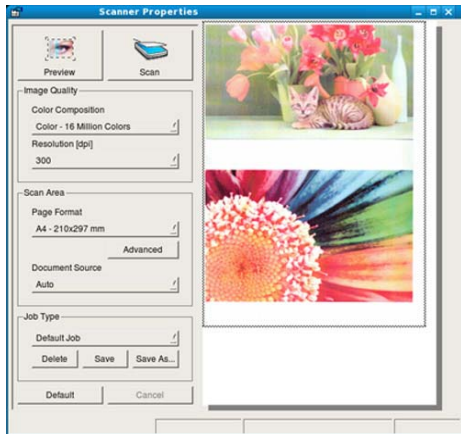 Scanner Properties
Preview
Scan
Image Quality
Color Composition
Color - 16 Million Colors
Resolution [dpi]
300
Scan Area
Page Format
A4 - 210x297 mm
Advanced
Document Source
Auto
Job Type
Default Job
Delete
Save
Save As...
Default
Cancel